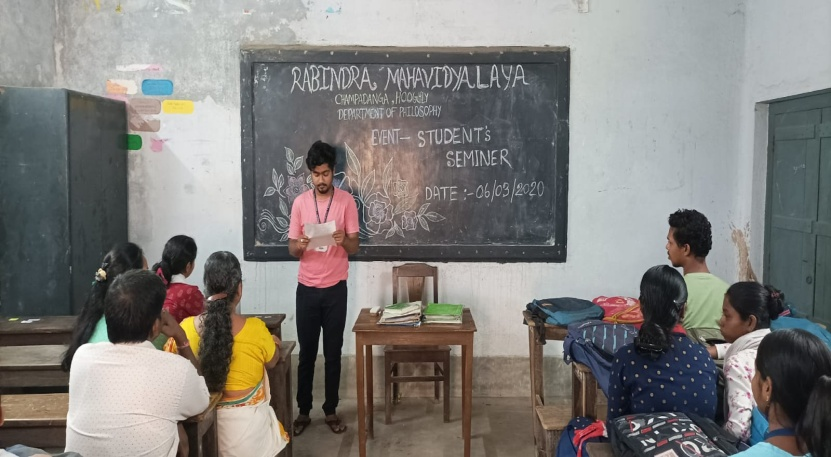 RABINDRA MAHAVIDYALAYA
CHAMPADANGA, HOOGHLY
DEPARTMENT OF PHILOSOPHY
EVENT- STUDENT'S
SEMINER
DATE :- 06/03/2020